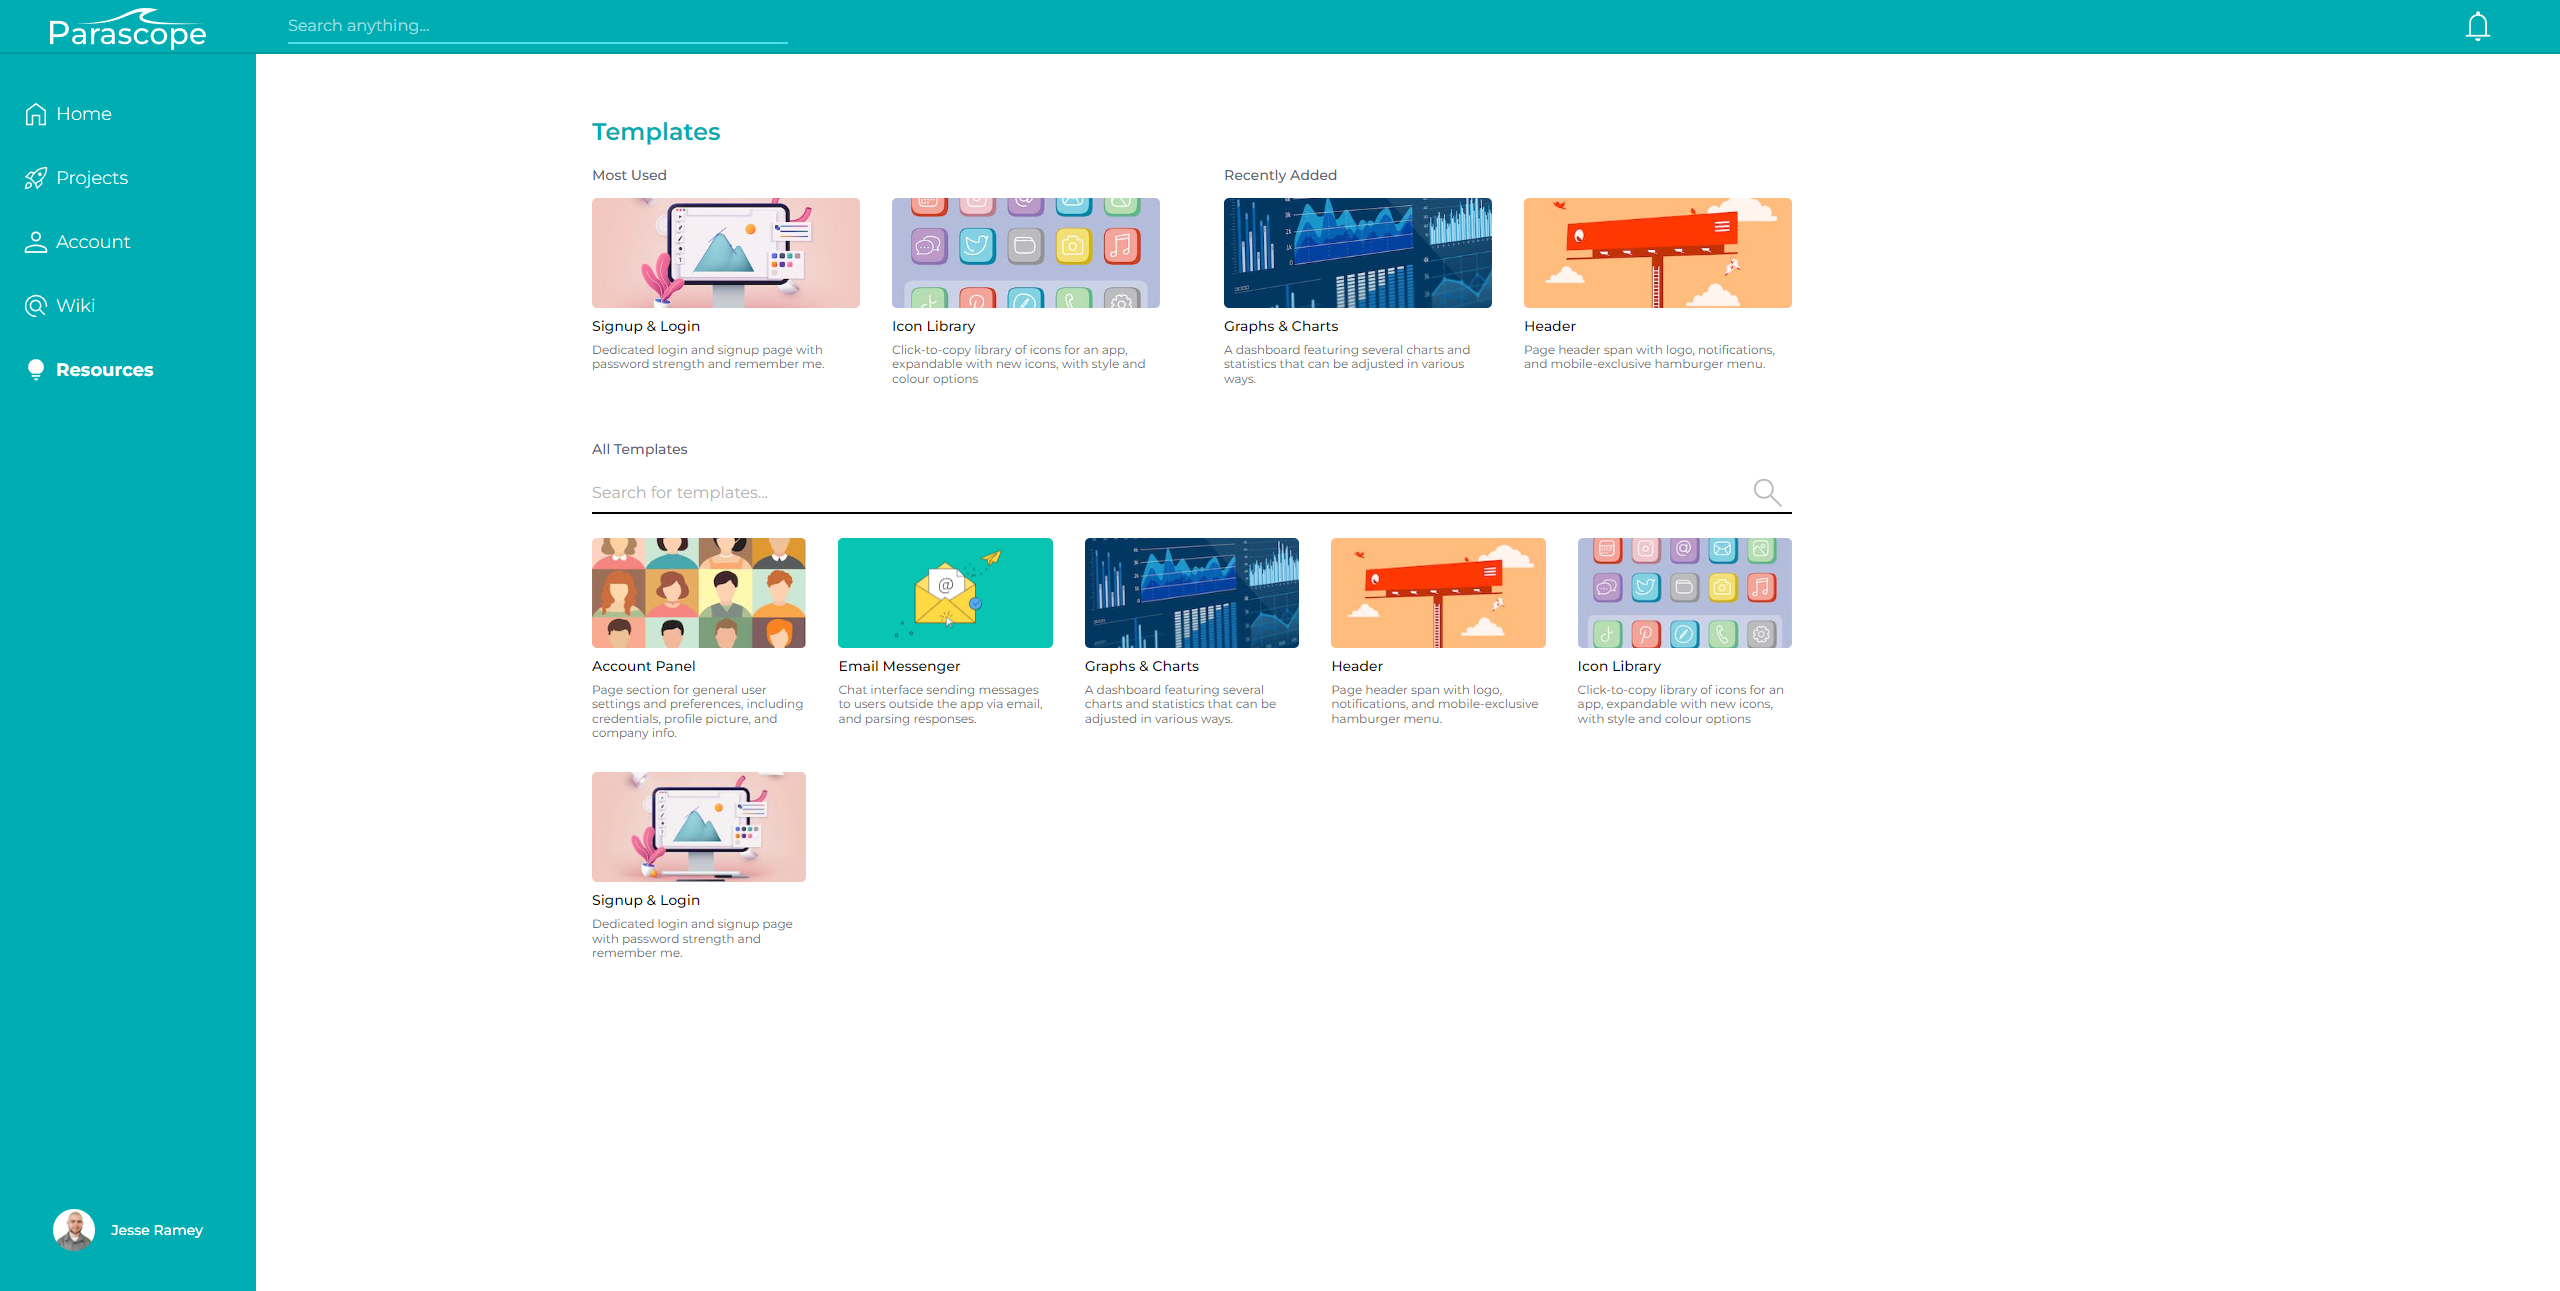 Parascope
Search anything...
Home
Projects
Account
Wiki
Resources
Jesse Ramey
Templates
Most Used
Signup & Login
Dedicated login and signup page with
password strength and remember me.
Icon Library
Click-to-copy library of icons for an app,
expandable with new icons, with style and
colour options
Recently Added
Graphs & Charts
A dashboard featuring several charts and
statistics that can be adjusted in various
ways.
Header
Page header span with logo, notifications,
and mobile-exclusive hamburger menu.
All Templates
Search for templates...
Account Panel
Page section for general user
settings and preferences, including
credentials, profile picture, and
company info.
Email Messenger
Chat interface sending messages
to users outside the app via email,
and parsing responses.
Graphs & Charts
A dashboard featuring several
charts and statistics that can be
adjusted in various ways.
Header
Page header span with logo,
notifications, and mobile-exclusive
hamburger menu.
Icon Library
Click-to-copy library of icons for an
app, expandable with new icons,
with style and colour options
Signup & Login
Dedicated login and signup page
with password strength and
remember me.